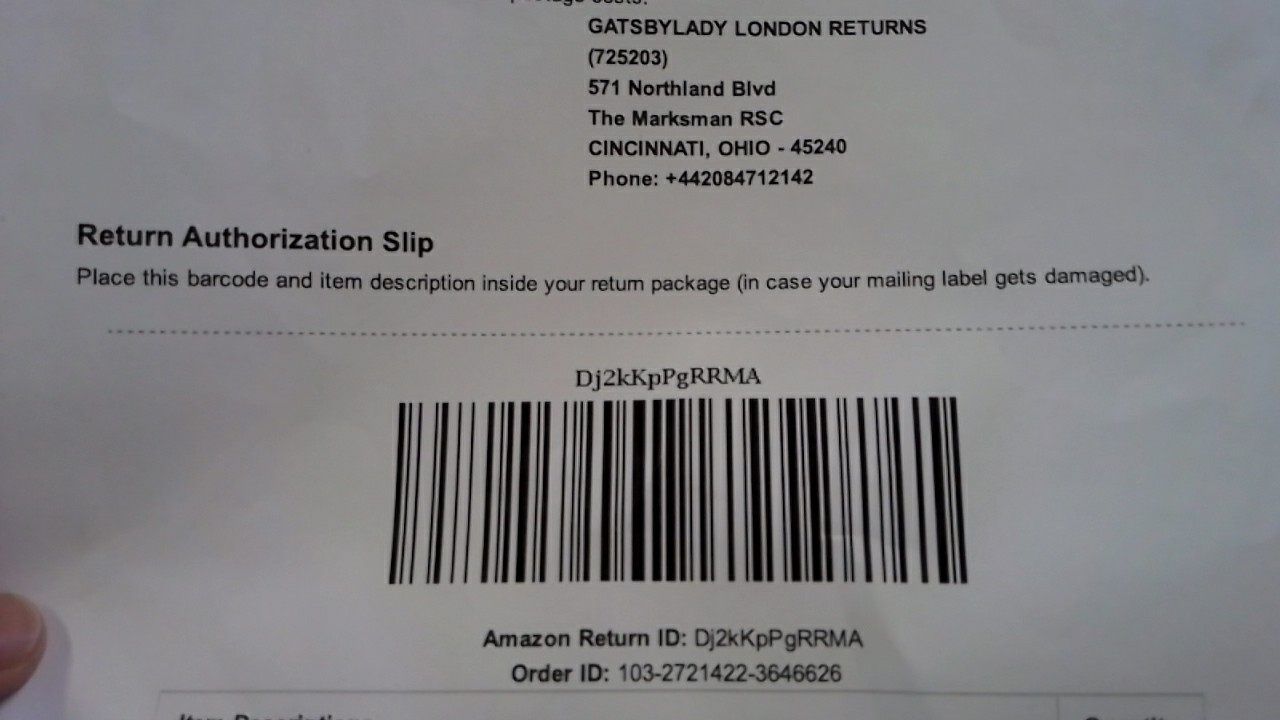 costs:
GATSBYLADY LONDON RETURNS
(725203)
571 Northland Blvd
The Marksman RSC
CINCINNATI, OHIO - 45240
Phone: +442084712142
Return Authorization Slip
Place this barcode and item description inside your return package (in case your mailing label gets damaged).
Dj2kKpPgRRMA
Amazon Return ID: Dj2kKpPgRRMA
Order ID: 103-2721422-3646626